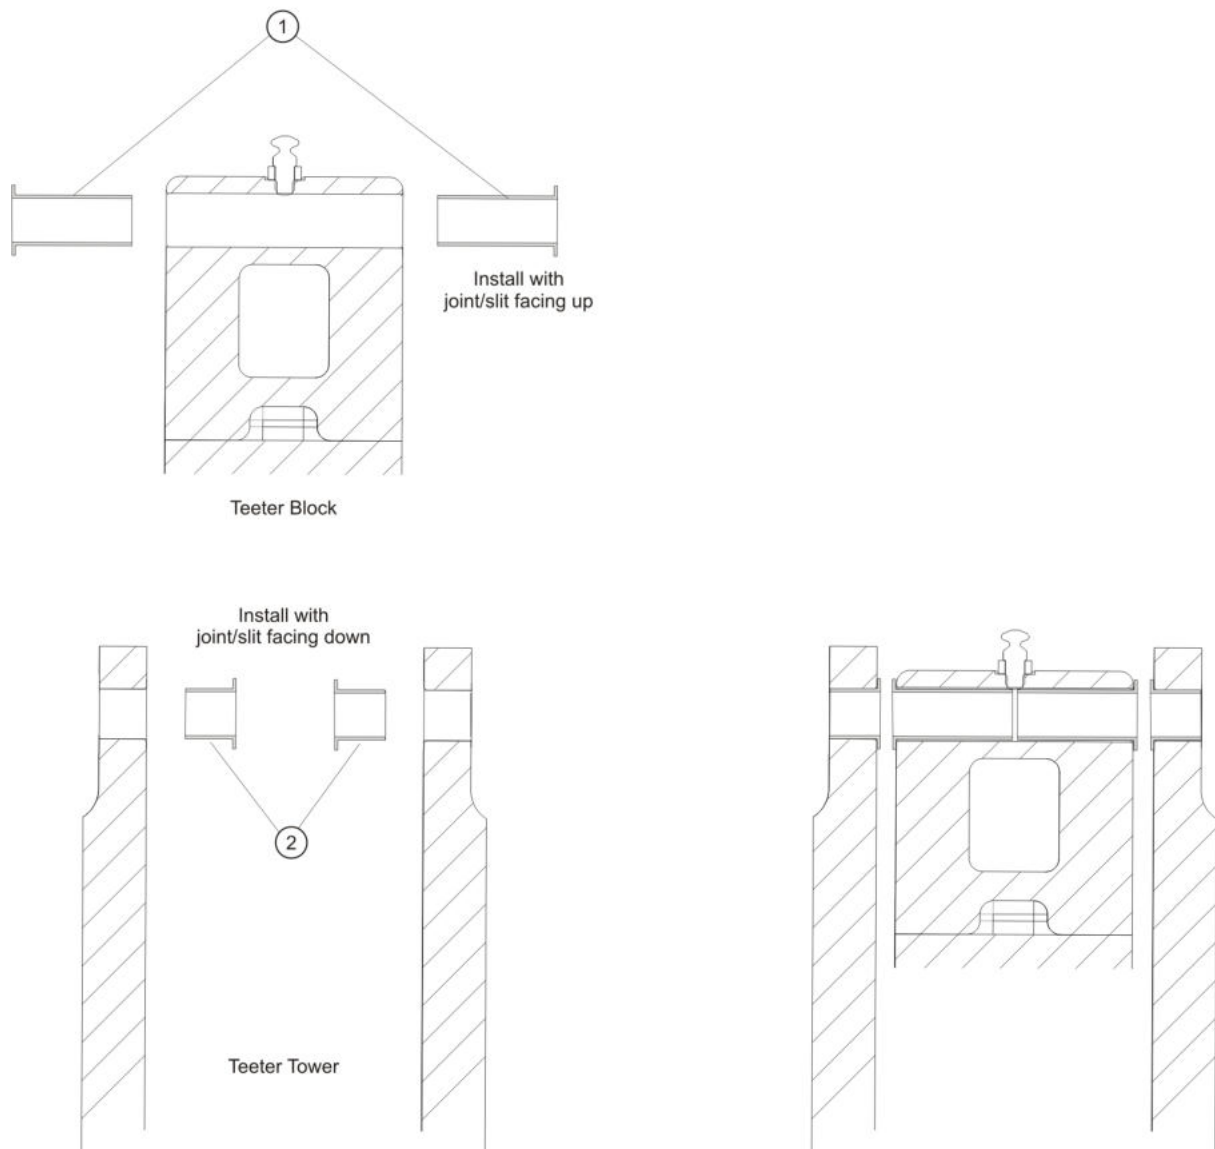 1
Install with
joint/slit facing up
Teeter Block
Install with
joint/slit facing down
2
Teeter Tower